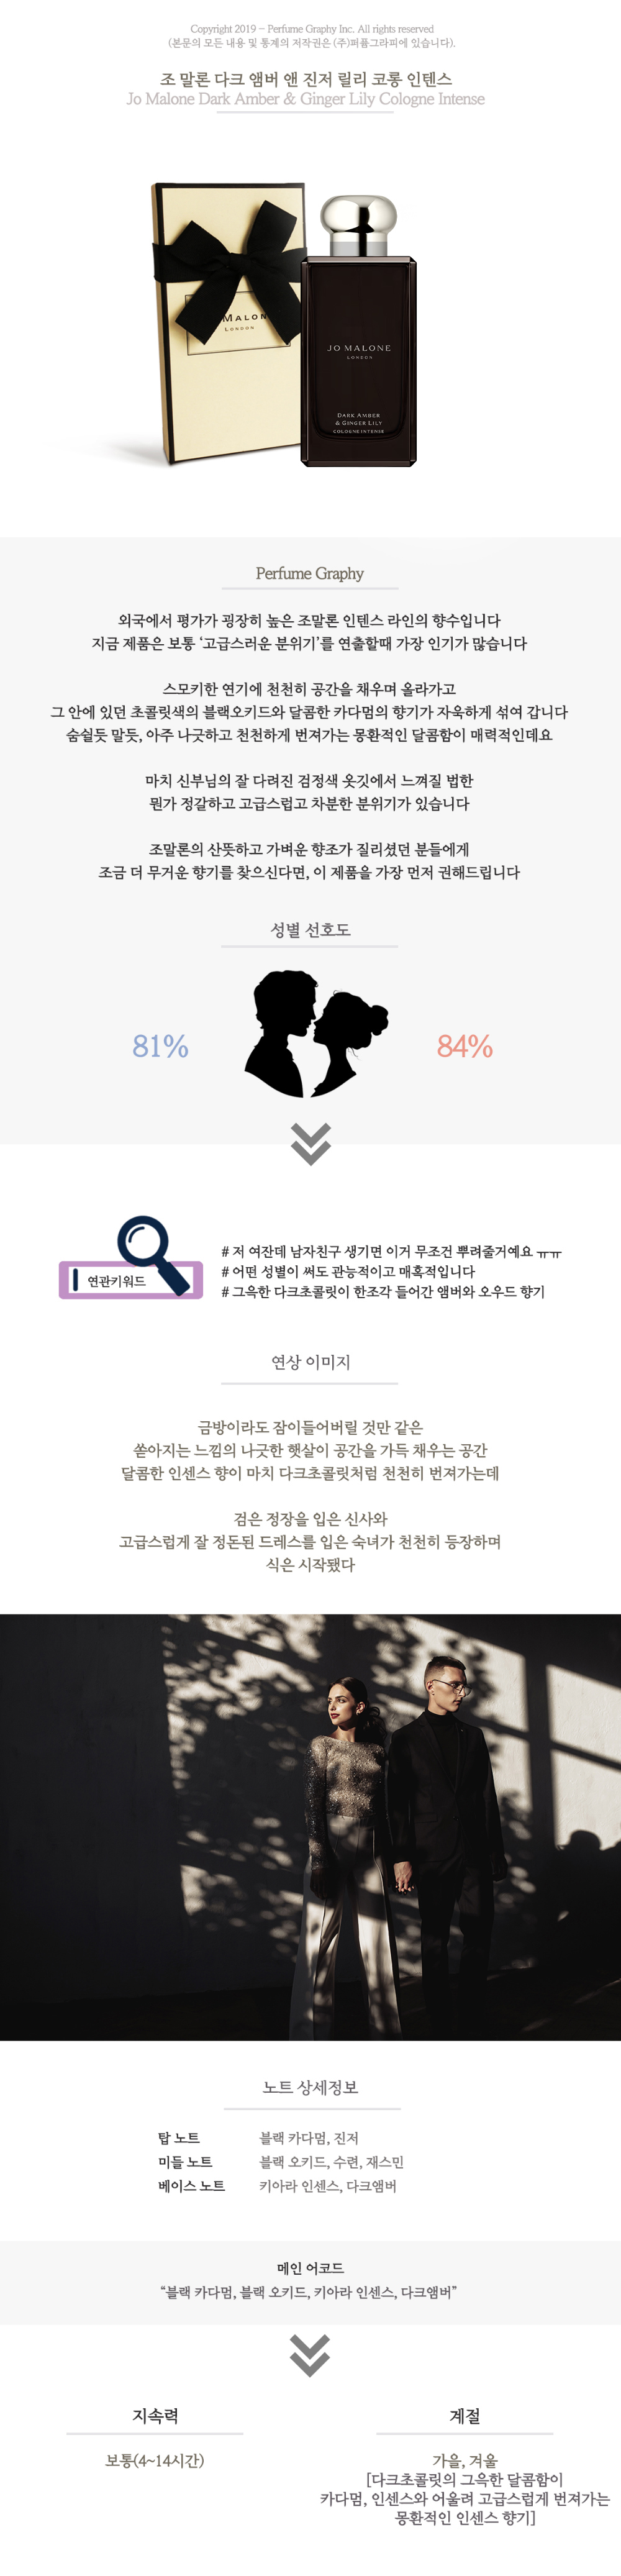 Copyright 2019 - Perfume Graphy Inc. All rights reserved
(본문의 모든 내용 및 통계의 저작권은 (주)퍼퓸그라피에 있습니다).
조 말론 다크 앰버 앤 진저 릴리 코롱 인텐스
Jo Malone Dark Amber & Ginger Lily Cologne Intense
MALON
LONDON
JO MALONE
LONDON
DARK AMBER
& GINGER LILY
COLOGNE INTENSE
Perfume Graphy
외국에서 평가가 굉장히 높은 조말론 인텐스 라인의 향수입니다
지금 제품은 보통 ‘고급스러운 분위기’를 연출할때 가장 인기가 많습니다
스모키한 연기에 천천히 공간을 채우며 올라가고
그 안에 있던 초콜릿색의 블랙오키드와 달콤한 카다멈의 향기가 자욱하게 섞여 갑니다
숨쉴듯 말듯, 아주 나긋하고 천천하게 번져가는 몽환적인 달콤함이 매력적인데요
마치 신부님의 잘 다려진 검정색 옷깃에서 느껴질 법한
뭔가 정갈하고 고급스럽고 차분한 분위기가 있습니다
조말론의 산뜻하고 가벼운 향조가 질리셨던 분들에게
조금 더 무거운 향기를 찾으신다면, 이 제품을 가장 먼저 권해드립니다
성별 선호도
81%
84%
연관키워드
# 저 여잔데 남자친구 생기면 이거 무조건 뿌려줄거예요 ㅠㅠ
# 어떤 성별이 써도 관능적이고 매혹적입니다
# 그윽한 다크초콜릿이 한조각 들어간 앰버와 오우드 향기
연상 이미지
금방이라도 잠이들어버릴 것만 같은
쏟아지는 느낌의 나긋한 햇살이 공간을 가득 채우는 공간
달콤한 인센스 향이 마치 다크초콜릿처럼 천천히 번져가는데
검은 정장을 입은 신사와
고급스럽게 잘 정돈된 드레스를 입은 숙녀가 천천히 등장하며
식은 시작됐다
노트 상세정보
탑 노트 블랙 카다멈, 진저
미들 노트 블랙 오키드, 수련, 재스민
베이스 노트 키아라 인센스, 다크앰버
메인 어코드
“블랙 카다멈, 블랙 오키드, 키아라 인센스, 다크앰버”
지속력
보통(4~14시간)
계절
가을, 겨울
[다크초콜릿의 그윽한 달콤함이
카다멈, 인센스와 어울려 고급스럽게 번져가는
몽환적인 인센스 향기]